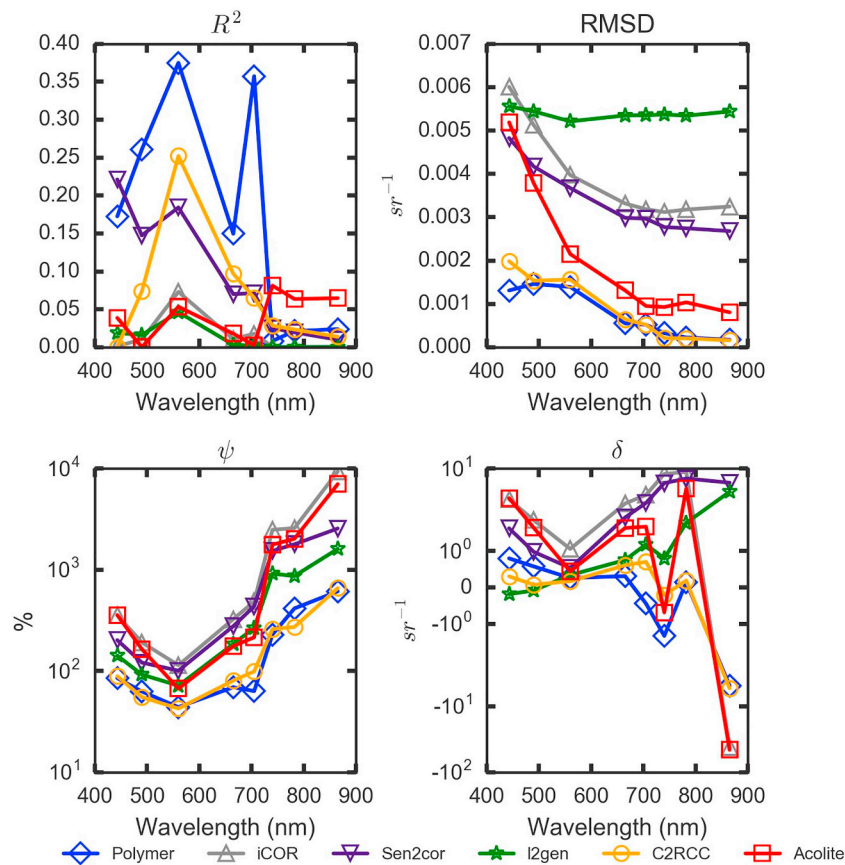 R²
0.40
0.35
0.30
0.25
0.20
0.15
0.10
0.05
0.00
400 500 600 700 800 900
Wavelength (nm)
RMSD
sr⁻¹
0.007
0.006
0.005
0.004
0.003
0.002
0.001
0.000
400 500 600 700 800 900
Wavelength (nm)
ψ
%
10⁴
10³
10²
10¹
400 500 600 700 800 900
Wavelength (nm)
δ
sr⁻¹
10¹
10⁰
0
-10⁰
-10¹
-10²
400 500 600 700 800 900
Wavelength (nm)
Polymer iCOR Sen2cor l2gen C2RCC Acolite